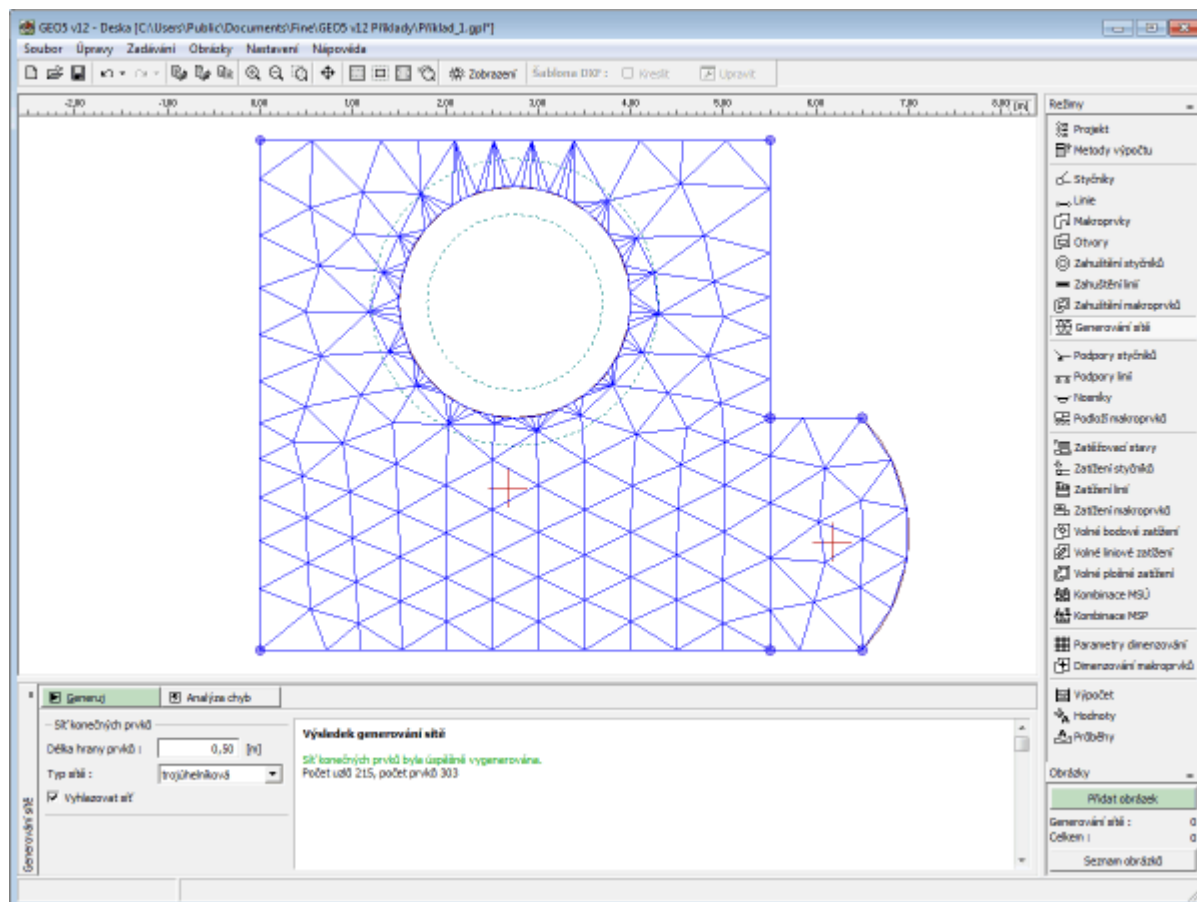 GEO5 v12 - Deska [C:\Users\Public\Documents\Fine\GEO5 v12 Příklady\Příklad_1.gpl*]
Soubor Úpravy Zadávání Obrázky Nastavení Nápověda
Zobrazení Šablona DXF : Kreslit Upravit
-2,00 -1,00 0,00 1,00 2,00 3,00 4,00 5,00 6,00 7,00 8,00 [m]
Režimy
Projekt
Metody výpočtu
Styčníky
Linie
Makroprvky
Otvory
Zahuštění styčníků
Zahuštění linií
Zahuštění makroprvků
Generování sítě
Podpory styčníků
Podpory linií
Nosníky
Podloží makroprvků
Zatěžovací stavy
Zatížení styčníků
Zatížení linií
Zatížení makroprvků
Volné bodové zatížení
Volné liniové zatížení
Volné plošné zatížení
Kombinace MSÚ
Kombinace MSP
Parametry dimenzování
Dimenzování makroprvků
Výpočet
Hodnoty
Průběhy
Obrázky
Přidat obrázek
Generování sítě : 0
Celkem : 0
Seznam obrázků
Generování sítě
Generuj Analýza chyb
Síť konečných prvků
Délka hrany prvků : 0,50 [m]
Typ sítě : trojúhelníková
Vyhlazovat síť
Výsledek generování sítě
Síť konečných prvků byla úspěšně vygenerována.
Počet uzlů 215, počet prvků 303